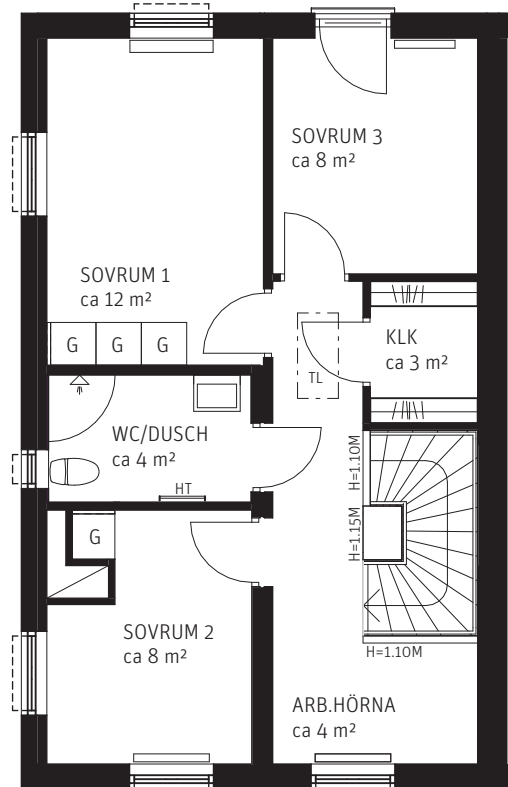 SOVRUM 3
ca 8 m²
SOVRUM 1
ca 12 m²
G G G
TL
KLK
ca 3 m²
WC/DUSCH
ca 4 m²
HT
H=1.10M
H=1.15M
G
SOVRUM 2
ca 8 m²
H=1.10M
ARB.HÖRNA
ca 4 m²